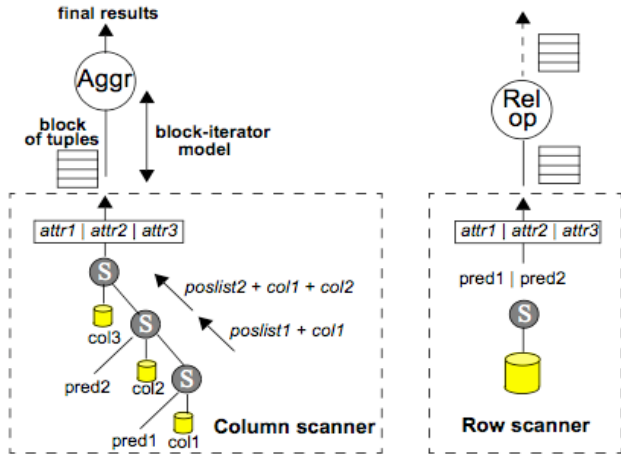 final results
Aggr
block
of tuples
block-iterator
model
attr1 | attr2 | attr3
S
poslist2 + col1 + col2
col3
S
poslist1 + col1
pred2
col2
S
pred1
col1
Column scanner
Rel
op
attr1 | attr2 | attr3
pred1 | pred2
S
Row scanner